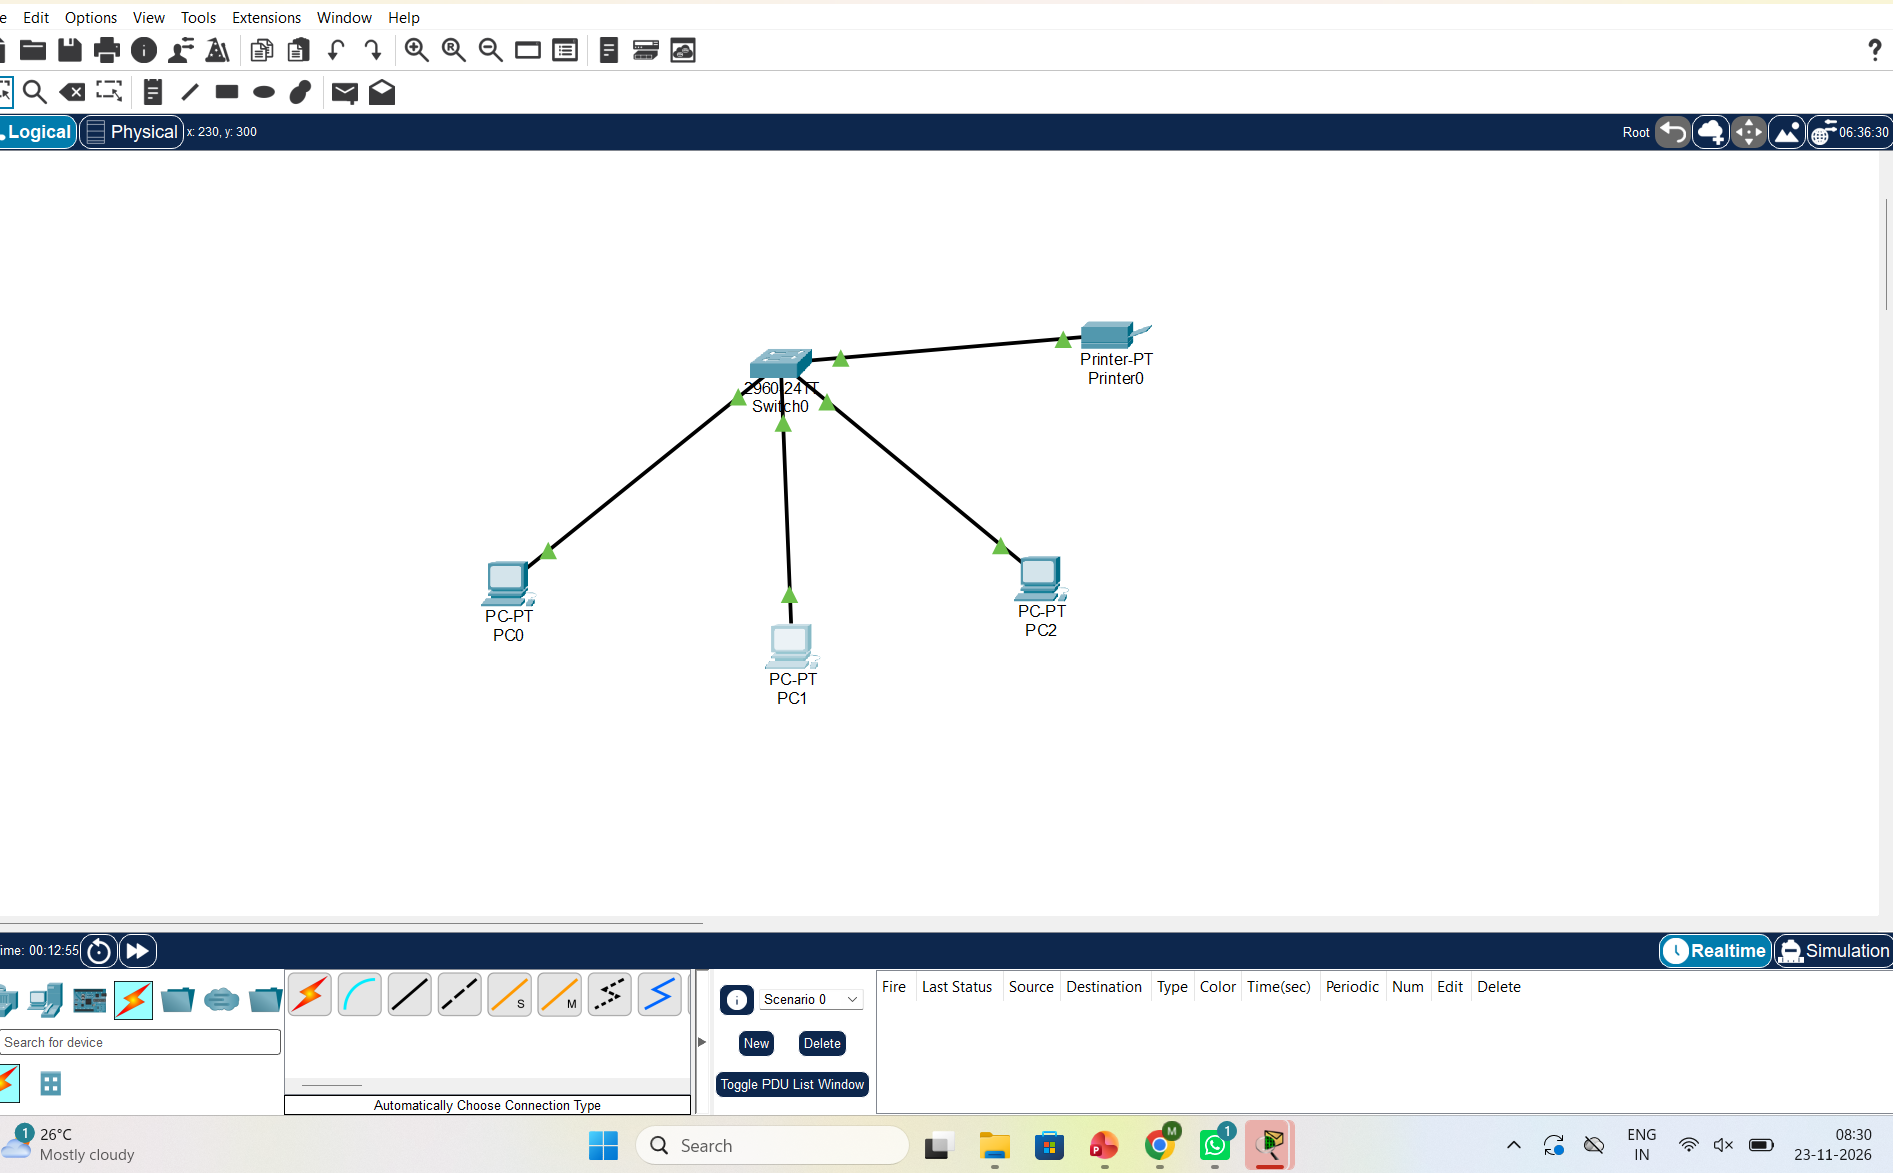 e Edit Options View Tools Extensions Window Help
Logical Physical x: 230, y: 300 Root 06:36:30
Printer-PT
Printer0
2960-24TT
Switch0
PC-PT
PC0
PC-PT
PC2
PC-PT
PC1
ime: 00:12:55 Realtime Simulation
Fire Last Status Source Destination Type Color Time(sec) Periodic Num Edit Delete
S M
Scenario 0
Search for device
New Delete
Toggle PDU List Window
Automatically Choose Connection Type
1
26°C
Mostly cloudy
Search
P
M
1
ENG
IN
08:30
23-11-2026